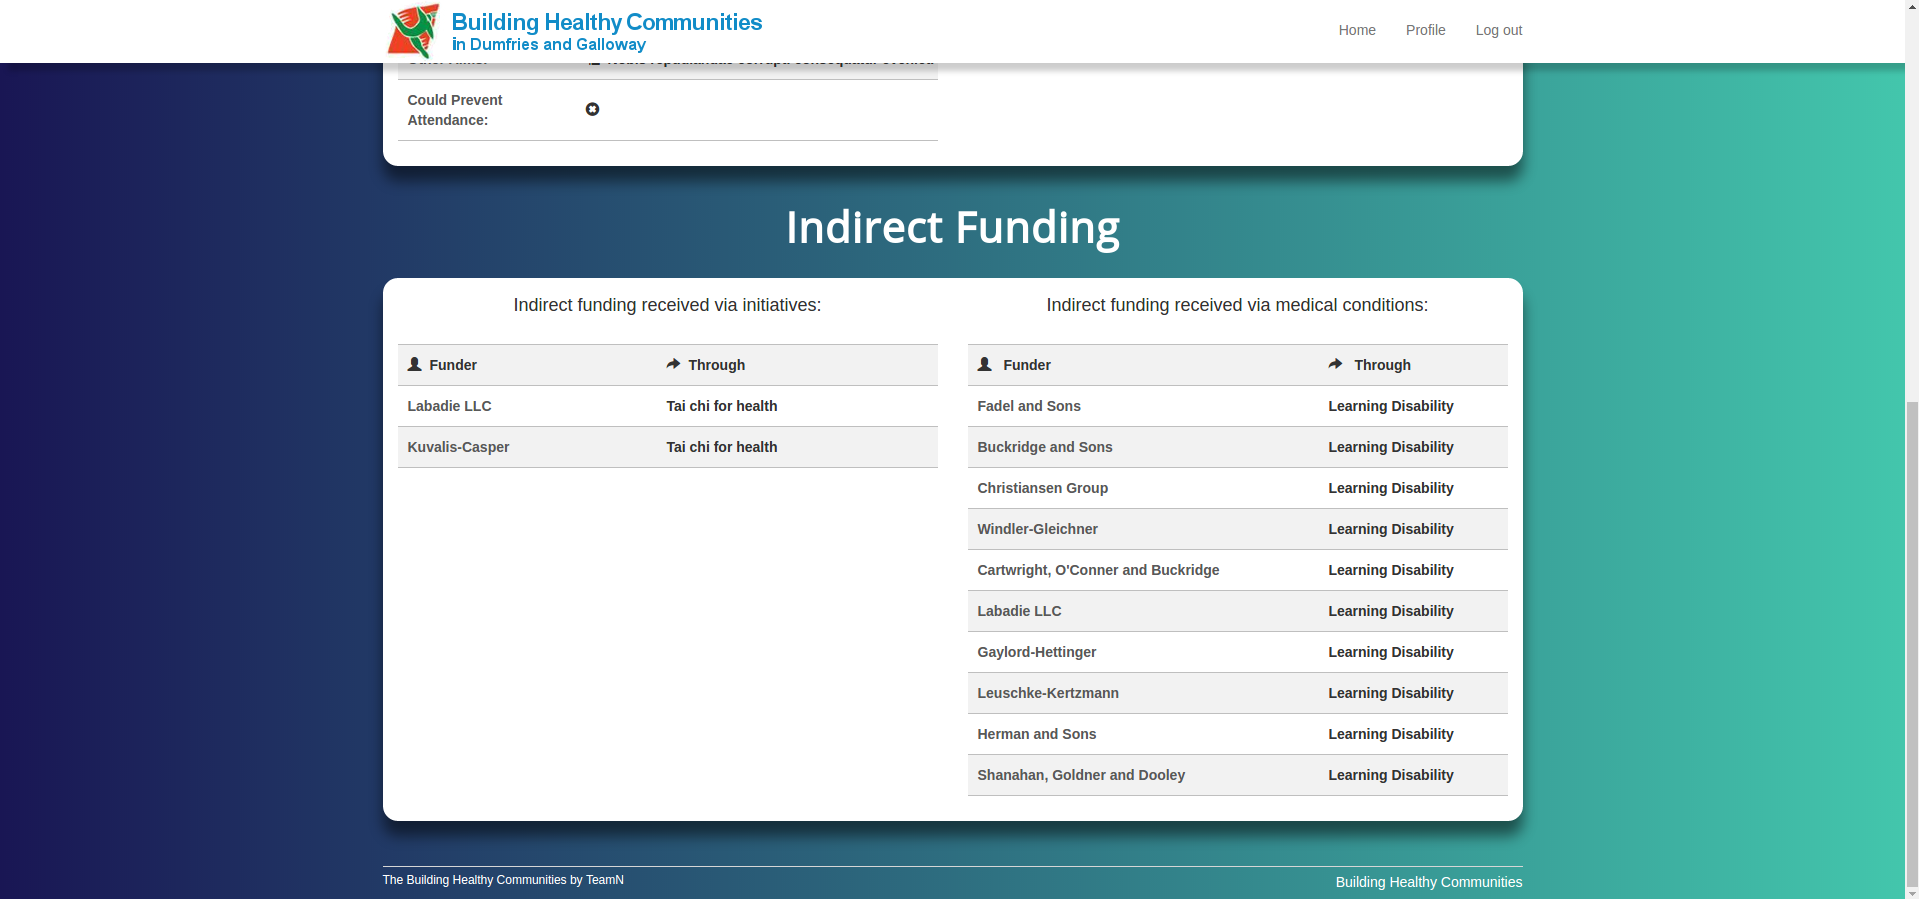 Building Healthy Communities
in Dumfries and Galloway
Home Profile Log out
Could Prevent
Attendance:
Indirect Funding
Indirect funding received via initiatives:
Funder Through
Labadie LLC Tai chi for health
Kuvalis-Casper Tai chi for health
Indirect funding received via medical conditions:
Funder Through
Fadel and Sons Learning Disability
Buckridge and Sons Learning Disability
Christiansen Group Learning Disability
Windler-Gleichner Learning Disability
Cartwright, O'Conner and Buckridge Learning Disability
Labadie LLC Learning Disability
Gaylord-Hettinger Learning Disability
Leuschke-Kertzmann Learning Disability
Herman and Sons Learning Disability
Shanahan, Goldner and Dooley Learning Disability
The Building Healthy Communities by TeamN
Building Healthy Communities